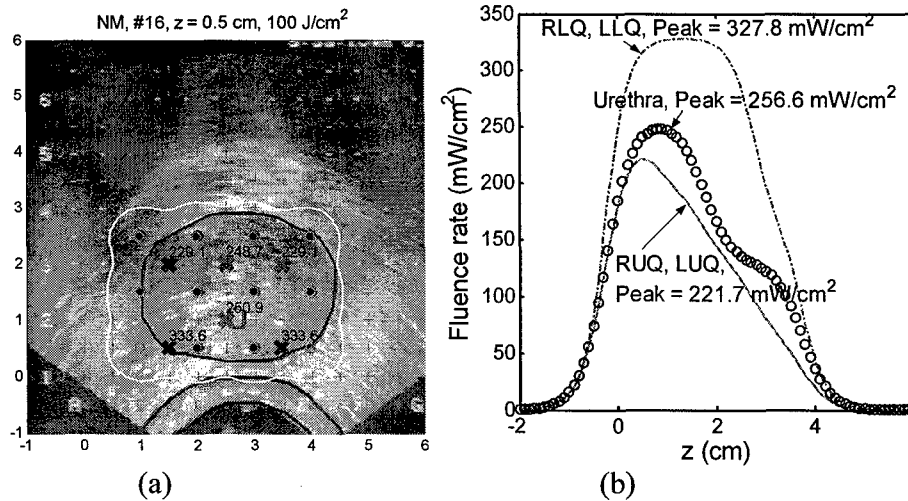 NM, #16, z = 0.5 cm, 100 J/cm²
6
5
4
3
2
1
0
-1
229.1 248.7 229.1
260.9
333.6 333.6
-1 0 1 2 3 4 5 6
(a)
350
300
250
200
150
100
50
0
Fluence rate (mW/cm²)
RLQ, LLQ, Peak = 327.8 mW/cm²
Urethra, Peak = 256.6 mW/cm²
RUQ, LUQ,
Peak = 221.7 mW/cm²
-2 0 2 4
z (cm)
(b)